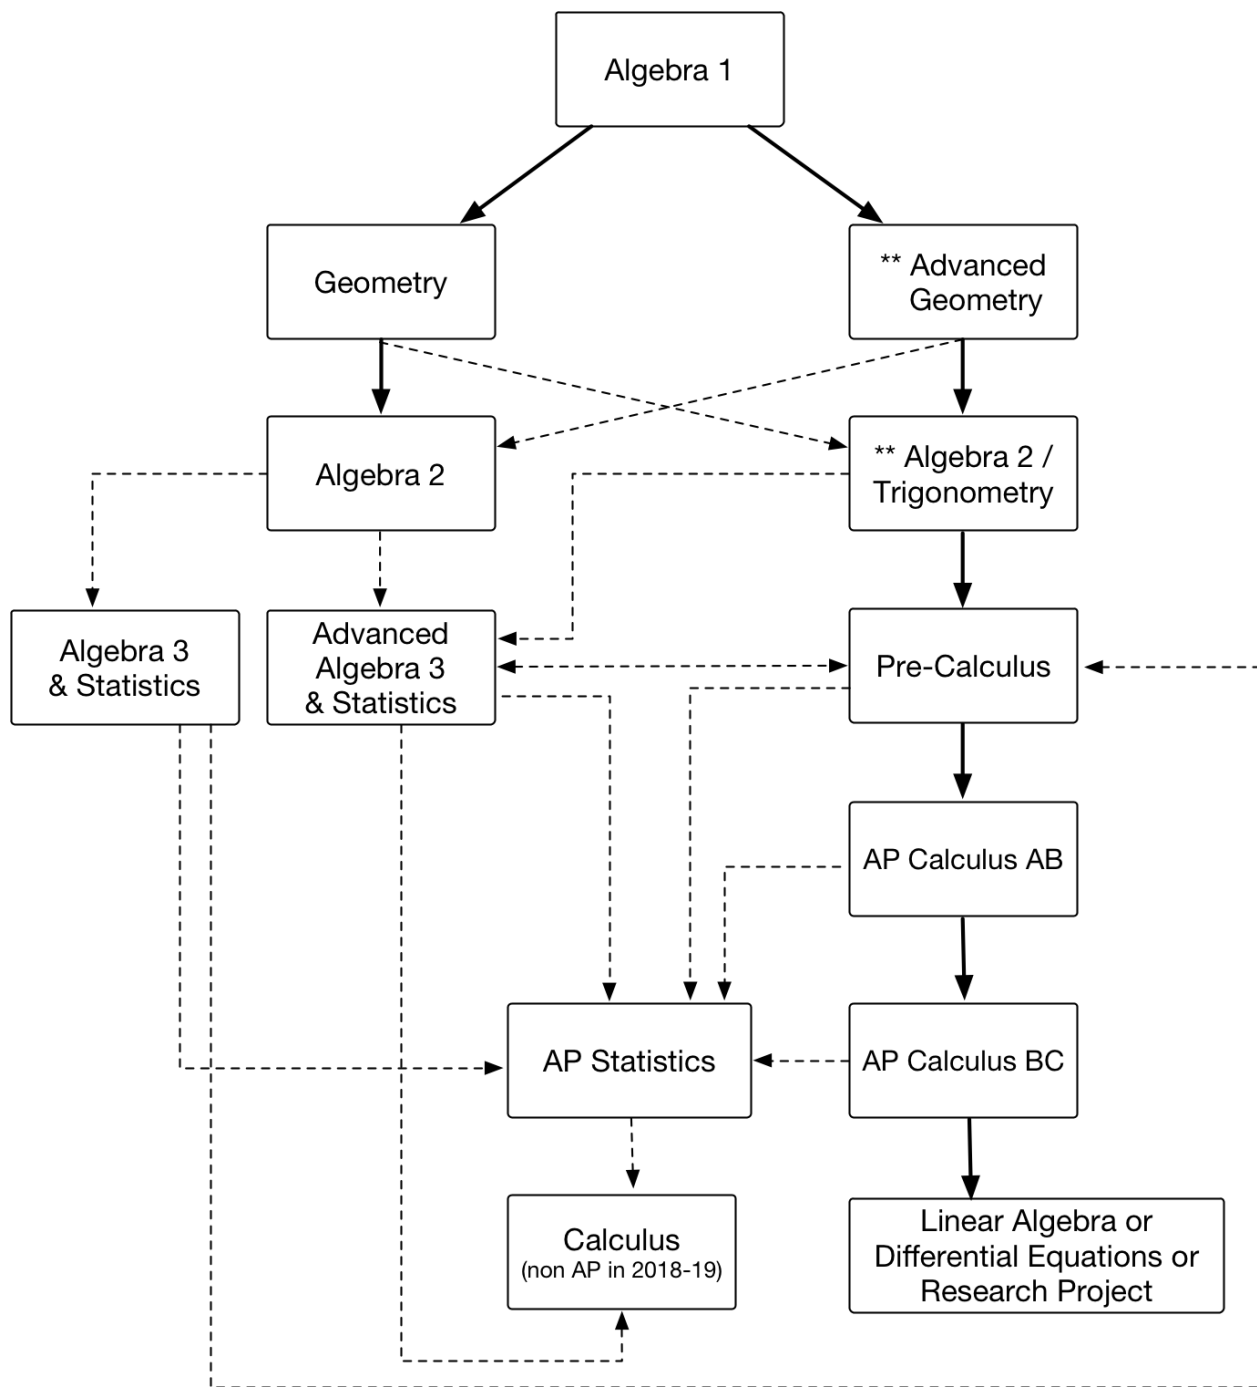 Algebra 1
Geometry
** Advanced
Geometry
Algebra 2
** Algebra 2 /
Trigonometry
Algebra 3
& Statistics
Advanced
Algebra 3
& Statistics
Pre-Calculus
AP Calculus AB
AP Statistics
AP Calculus BC
Calculus
(non AP in 2018-19)
Linear Algebra or
Differential Equations or
Research Project